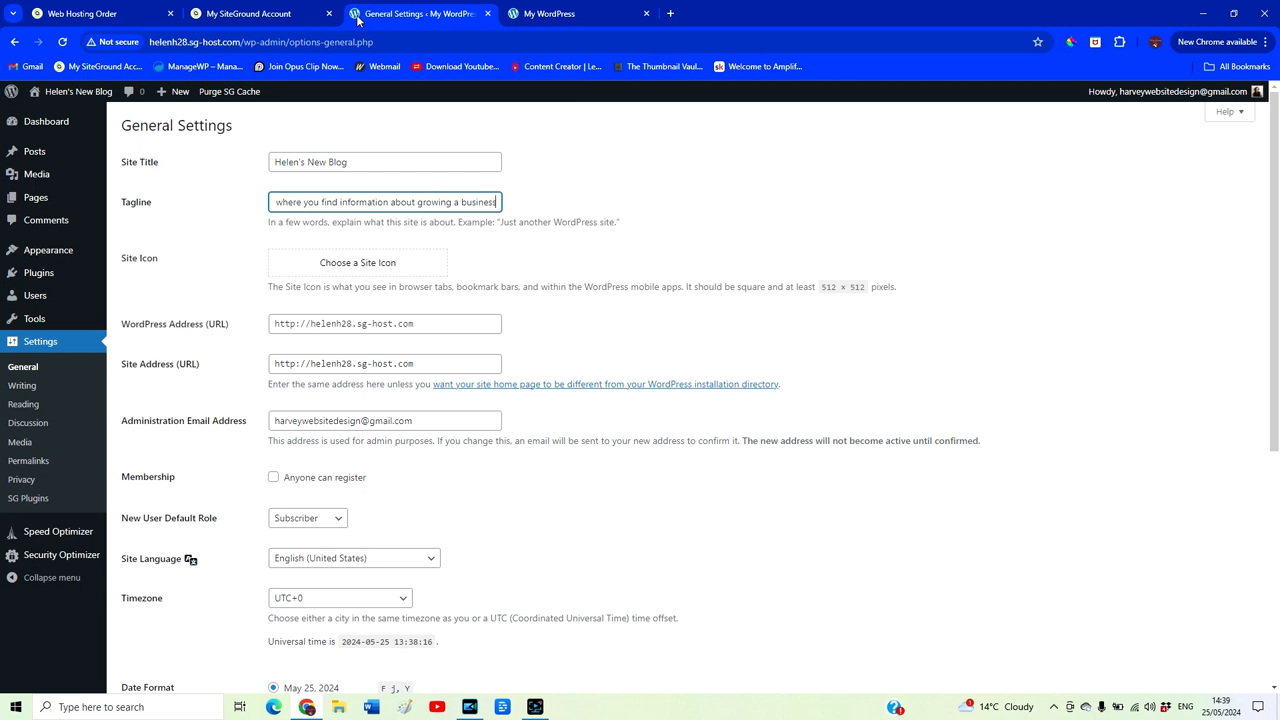 Web Hosting Order
My SiteGround Account
General Settings ‹ My WordPre
My WordPress
Not secure
helenh28.sg-host.com/wp-admin/options-general.php
New Chrome available
Gmail
My SiteGround Acc...
ManageWP – Mana...
Join Opus Clip Now...
Webmail
Download Youtube...
Content Creator | Le...
The Thumbnail Vaul...
Welcome to Amplif...
All Bookmarks
Helen's New Blog
0
New
Purge SG Cache
Howdy, harveywebsitedesign@gmail.com
Help
Dashboard
Posts
Media
Pages
Comments
Appearance
Plugins
Users
Tools
Settings
General
Writing
Reading
Discussion
Media
Permalinks
Privacy
SG Plugins
Speed Optimizer
Security Optimizer
Collapse menu
General Settings
Site Title
Helen's New Blog
Tagline
where you find information about growing a business
In a few words, explain what this site is about. Example: “Just another WordPress site.”
Site Icon
Choose a Site Icon
The Site Icon is what you see in browser tabs, bookmark bars, and within the WordPress mobile apps. It should be square and at least 512 × 512 pixels.
WordPress Address (URL)
http://helenh28.sg-host.com
Site Address (URL)
http://helenh28.sg-host.com
Enter the same address here unless you want your site home page to be different from your WordPress installation directory.
Administration Email Address
harveywebsitedesign@gmail.com
This address is used for admin purposes. If you change this, an email will be sent to your new address to confirm it. The new address will not become active until confirmed.
Membership
Anyone can register
New User Default Role
Subscriber
Site Language
English (United States)
Timezone
UTC+0
Choose either a city in the same timezone as you or a UTC (Coordinated Universal Time) time offset.
Universal time is 2024-05-25 13:38:16 .
Date Format
May 25, 2024
F j, Y
Type here to search
14°C Cloudy
ENG
14:39
25/05/2024